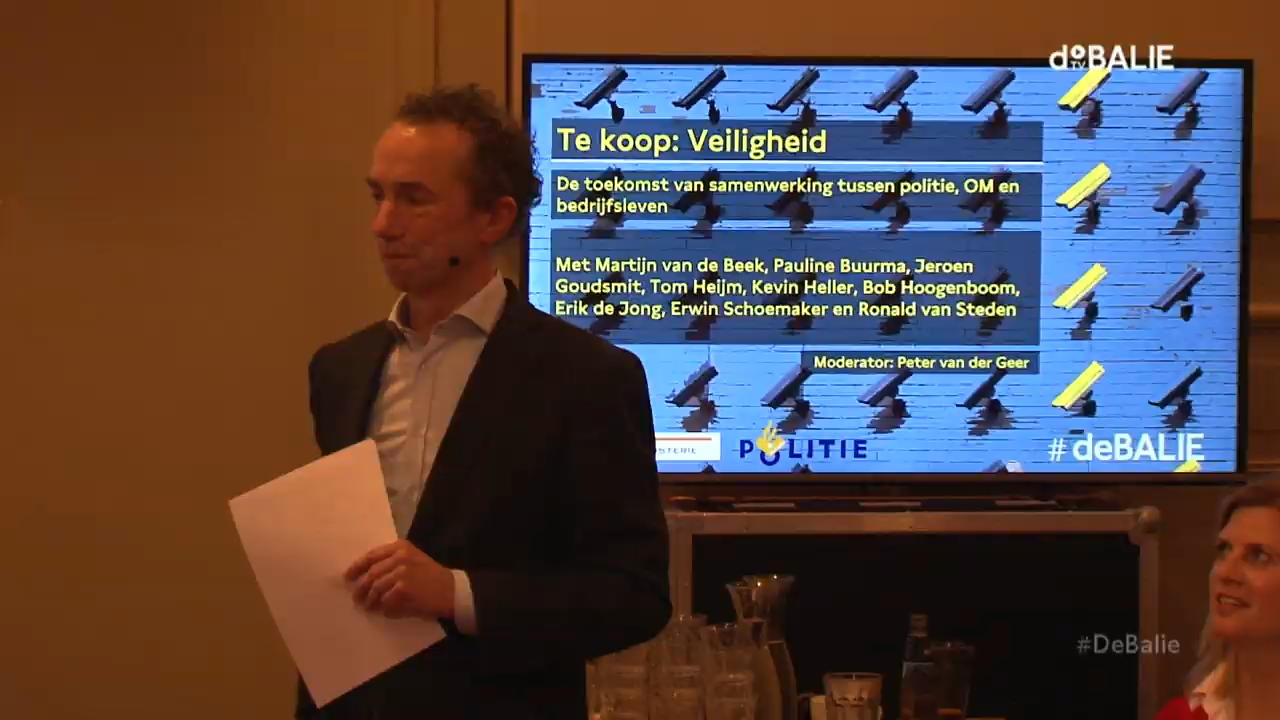 deBALIE
TV
Te koop: Veiligheid
De toekomst van samenwerking tussen politie, OM en
bedrijfsleven
Met Martijn van de Beek, Pauline Buurma, Jeroen
Goudsmit, Tom Heijm, Kevin Heller, Bob Hoogenboom,
Erik de Jong, Erwin Schoemaker en Ronald van Steden
Moderator: Peter van der Geer
POLITIE
# deBALIE
#DeBalie